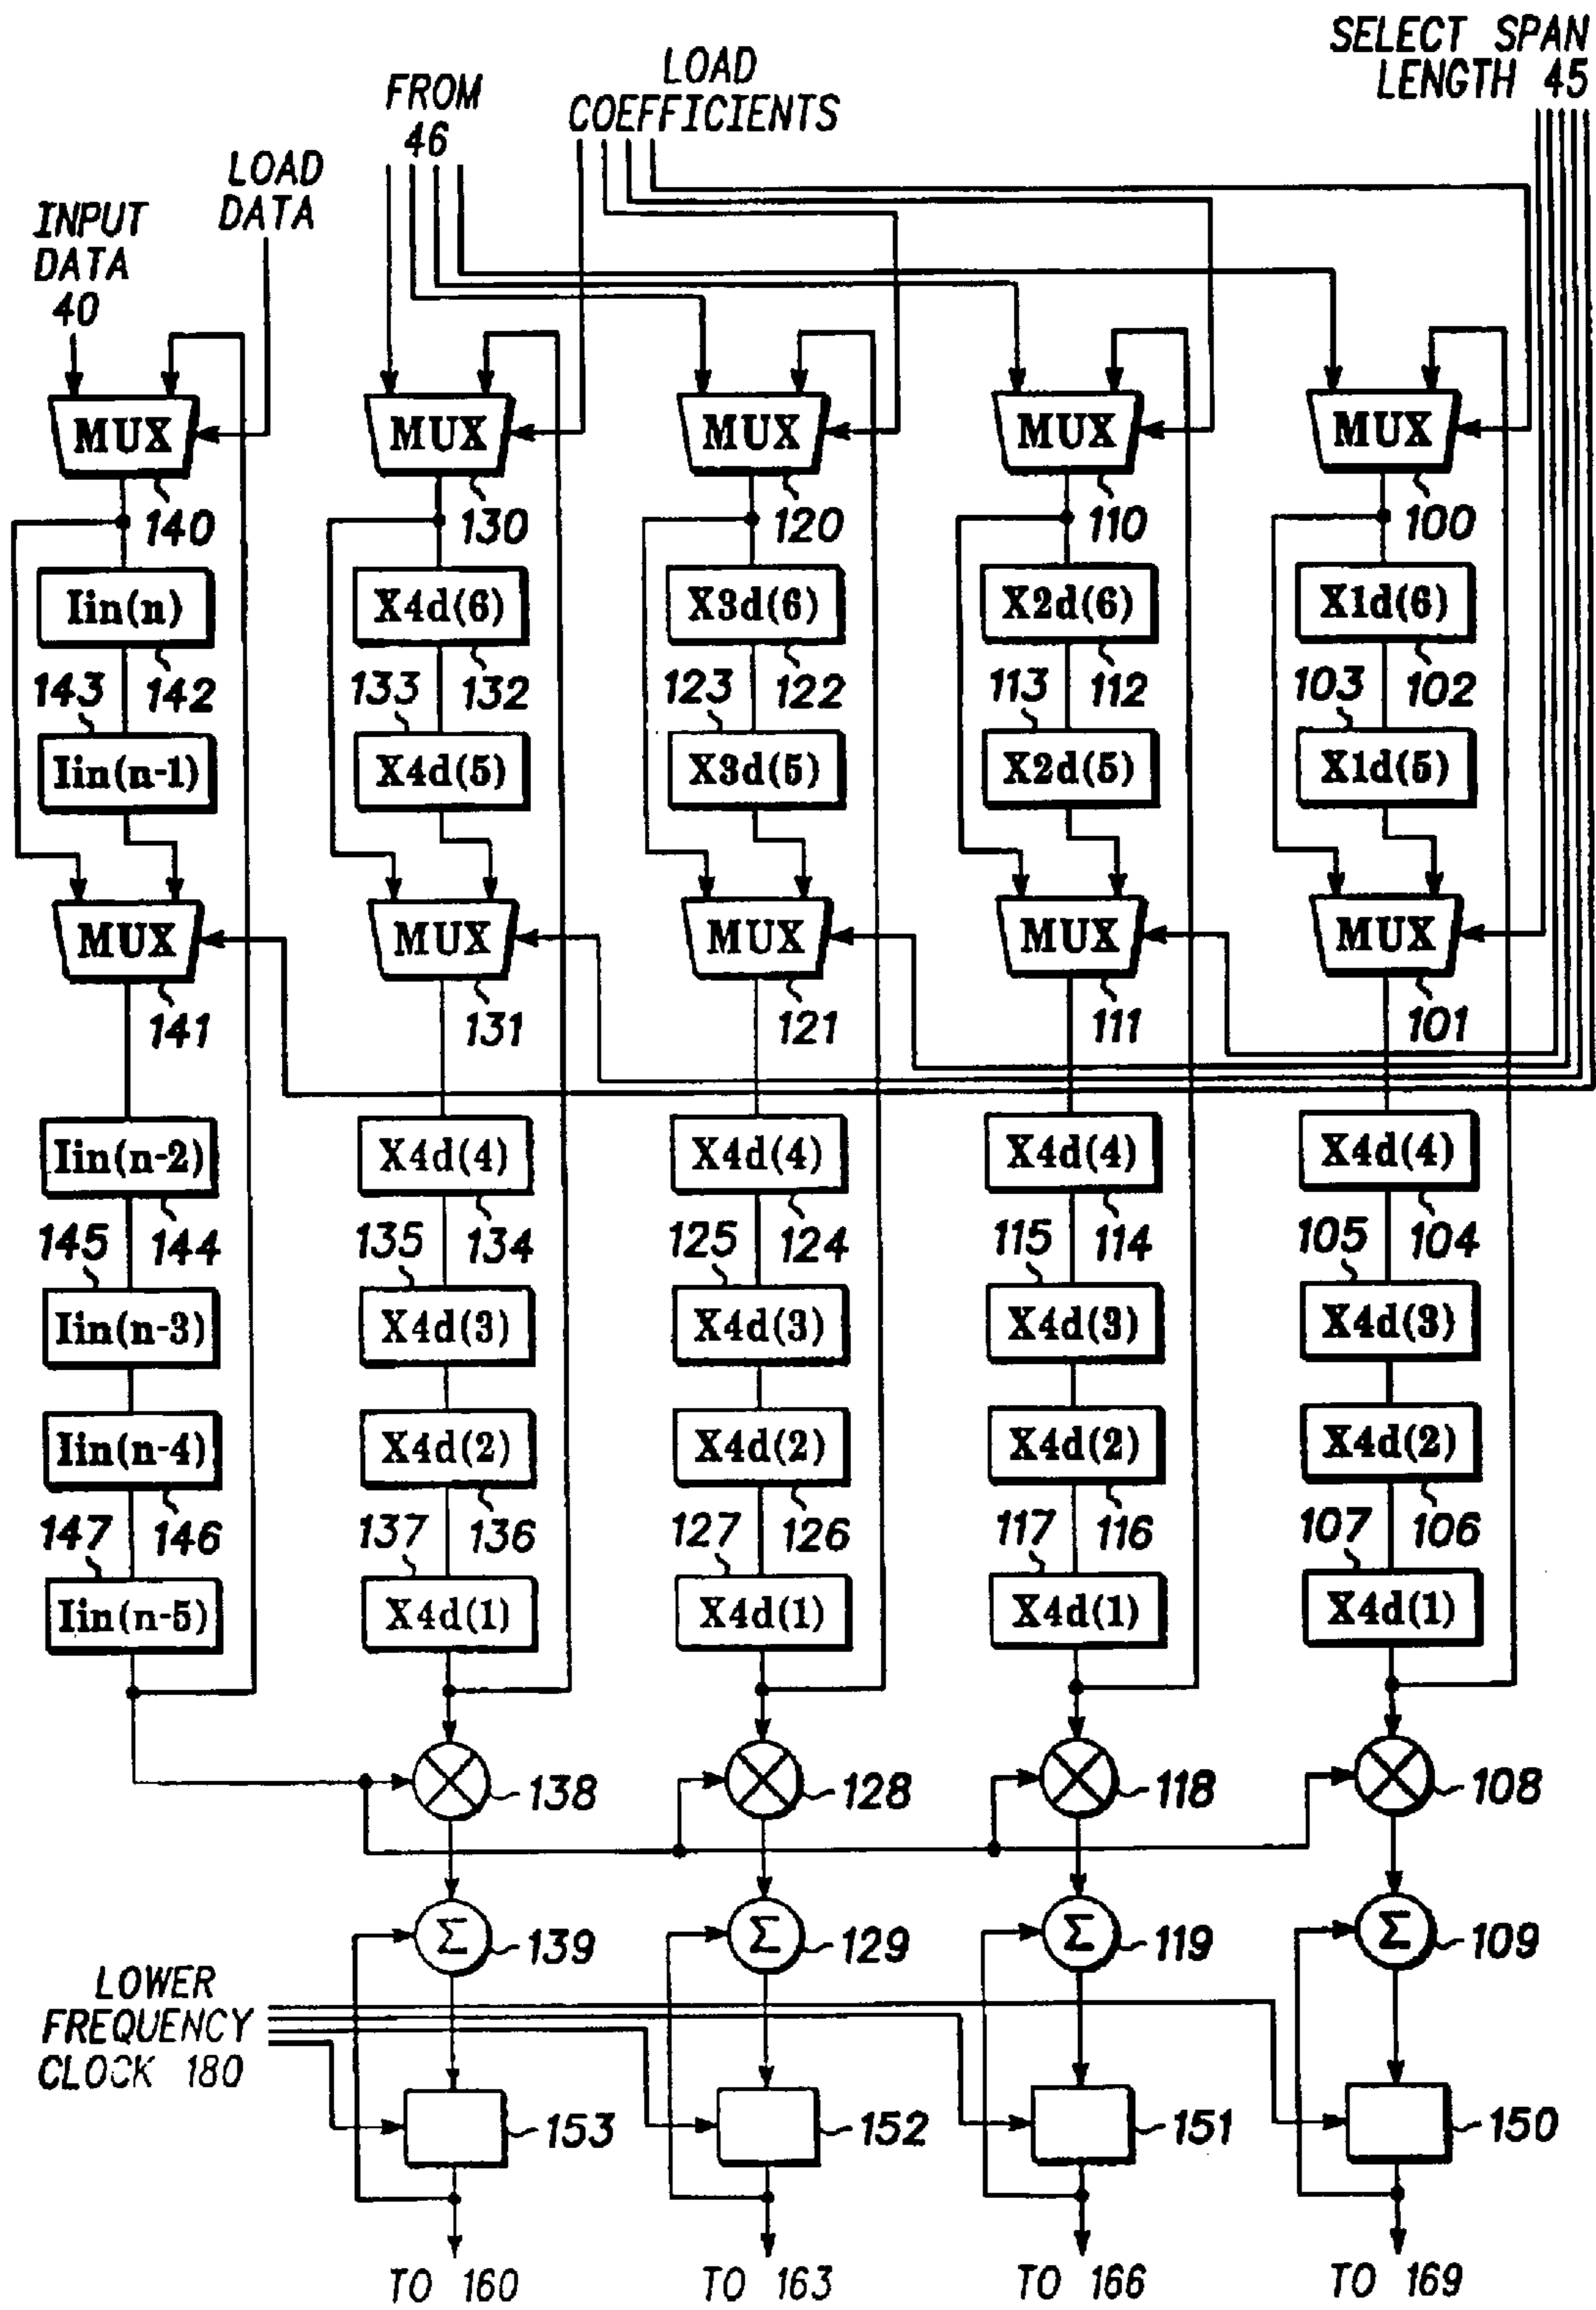 SELECT SPAN
LENGTH 45
LOAD
COEFFICIENTS
FROM
46
LOAD
DATA
INPUT
DATA
40
MUX MUX MUX MUX MUX
140 130 120 110 100
Iin(n) X4d(6) X3d(6) X2d(6) X1d(6)
143 142 133 132 123 122 113 112 103 102
Iin(n-1) X4d(5) X3d(5) X2d(5) X1d(5)
MUX MUX MUX MUX MUX
141 131 121 111 101
Iin(n-2) X4d(4) X4d(4) X4d(4) X4d(4)
145 144 135 134 125 124 115 114 105 104
Iin(n-3) X4d(3) X4d(3) X4d(3) X4d(3)
Iin(n-4) X4d(2) X4d(2) X4d(2) X4d(2)
147 146 137 136 127 126 117 116 107 106
Iin(n-5) X4d(1) X4d(1) X4d(1) X4d(1)
138 128 118 108
Σ 139 Σ 129 Σ 119 Σ 109
LOWER
FREQUENCY
CLOCK 180
153 152 151 150
TO 160 TO 163 TO 166 TO 169